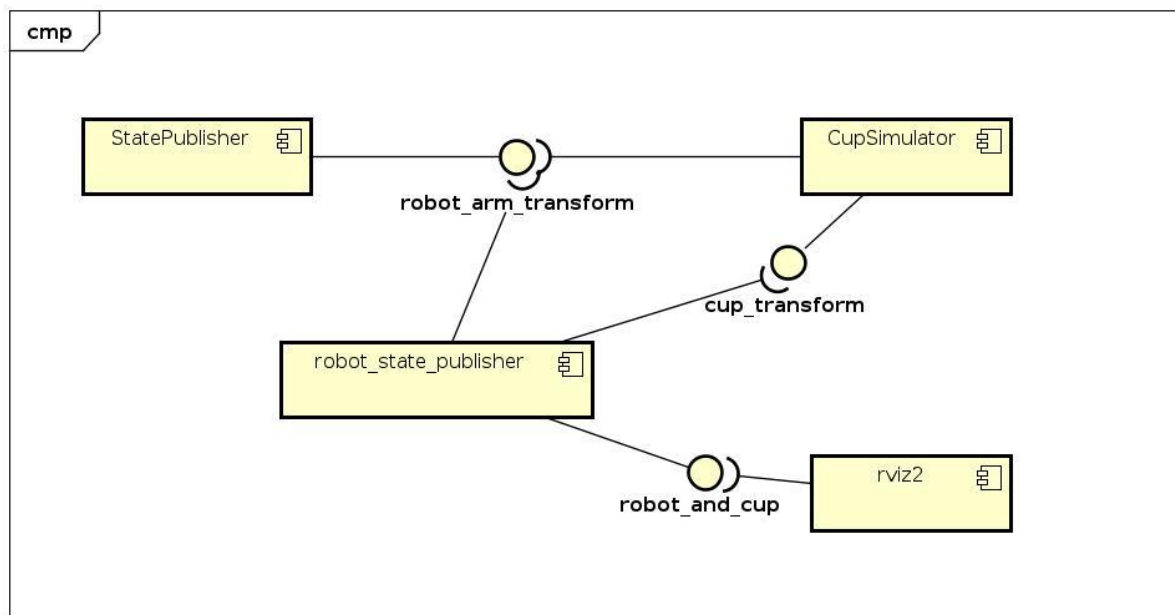 cmp
StatePublisher
CupSimulator
robot_arm_transform
cup_transform
robot_state_publisher
rviz2
robot_and_cup